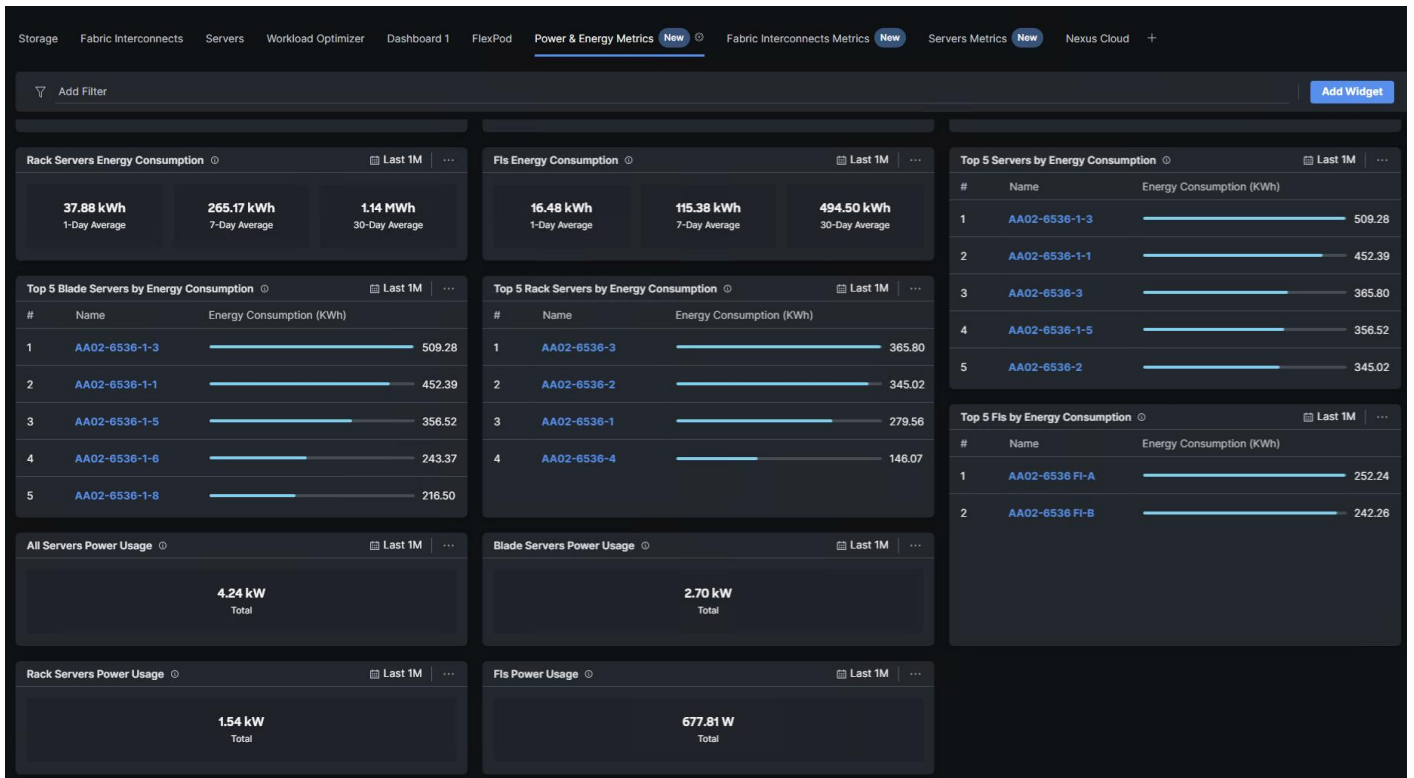 Storage Fabric Interconnects Servers Workload Optimizer Dashboard 1 FlexPod Power & Energy Metrics New Fabric Interconnects Metrics New Servers Metrics New Nexus Cloud +
Add Filter
Add Widget
Rack Servers Energy Consumption Last 1M ...
37.88 kWh 265.17 kWh 1.14 MWh
1-Day Average 7-Day Average 30-Day Average
FIs Energy Consumption Last 1M ...
16.48 kWh 115.38 kWh 494.50 kWh
1-Day Average 7-Day Average 30-Day Average
Top 5 Servers by Energy Consumption Last 1M ...
# Name Energy Consumption (KWh)
1 AA02-6536-1-3 509.28
2 AA02-6536-1-1 452.39
3 AA02-6536-3 365.80
4 AA02-6536-1-5 356.52
5 AA02-6536-2 345.02
Top 5 Blade Servers by Energy Consumption Last 1M ...
# Name Energy Consumption (KWh)
1 AA02-6536-1-3 509.28
2 AA02-6536-1-1 452.39
3 AA02-6536-1-5 356.52
4 AA02-6536-1-6 243.37
5 AA02-6536-1-8 216.50
Top 5 Rack Servers by Energy Consumption Last 1M ...
# Name Energy Consumption (KWh)
1 AA02-6536-3 365.80
2 AA02-6536-2 345.02
3 AA02-6536-1 279.56
4 AA02-6536-4 146.07
Top 5 FIs by Energy Consumption Last 1M ...
# Name Energy Consumption (KWh)
1 AA02-6536 FI-A 252.24
2 AA02-6536 FI-B 242.26
All Servers Power Usage Last 1M ...
4.24 kW
Total
Blade Servers Power Usage Last 1M ...
2.70 kW
Total
Rack Servers Power Usage Last 1M ...
1.54 kW
Total
FIs Power Usage Last 1M ...
677.81 W
Total